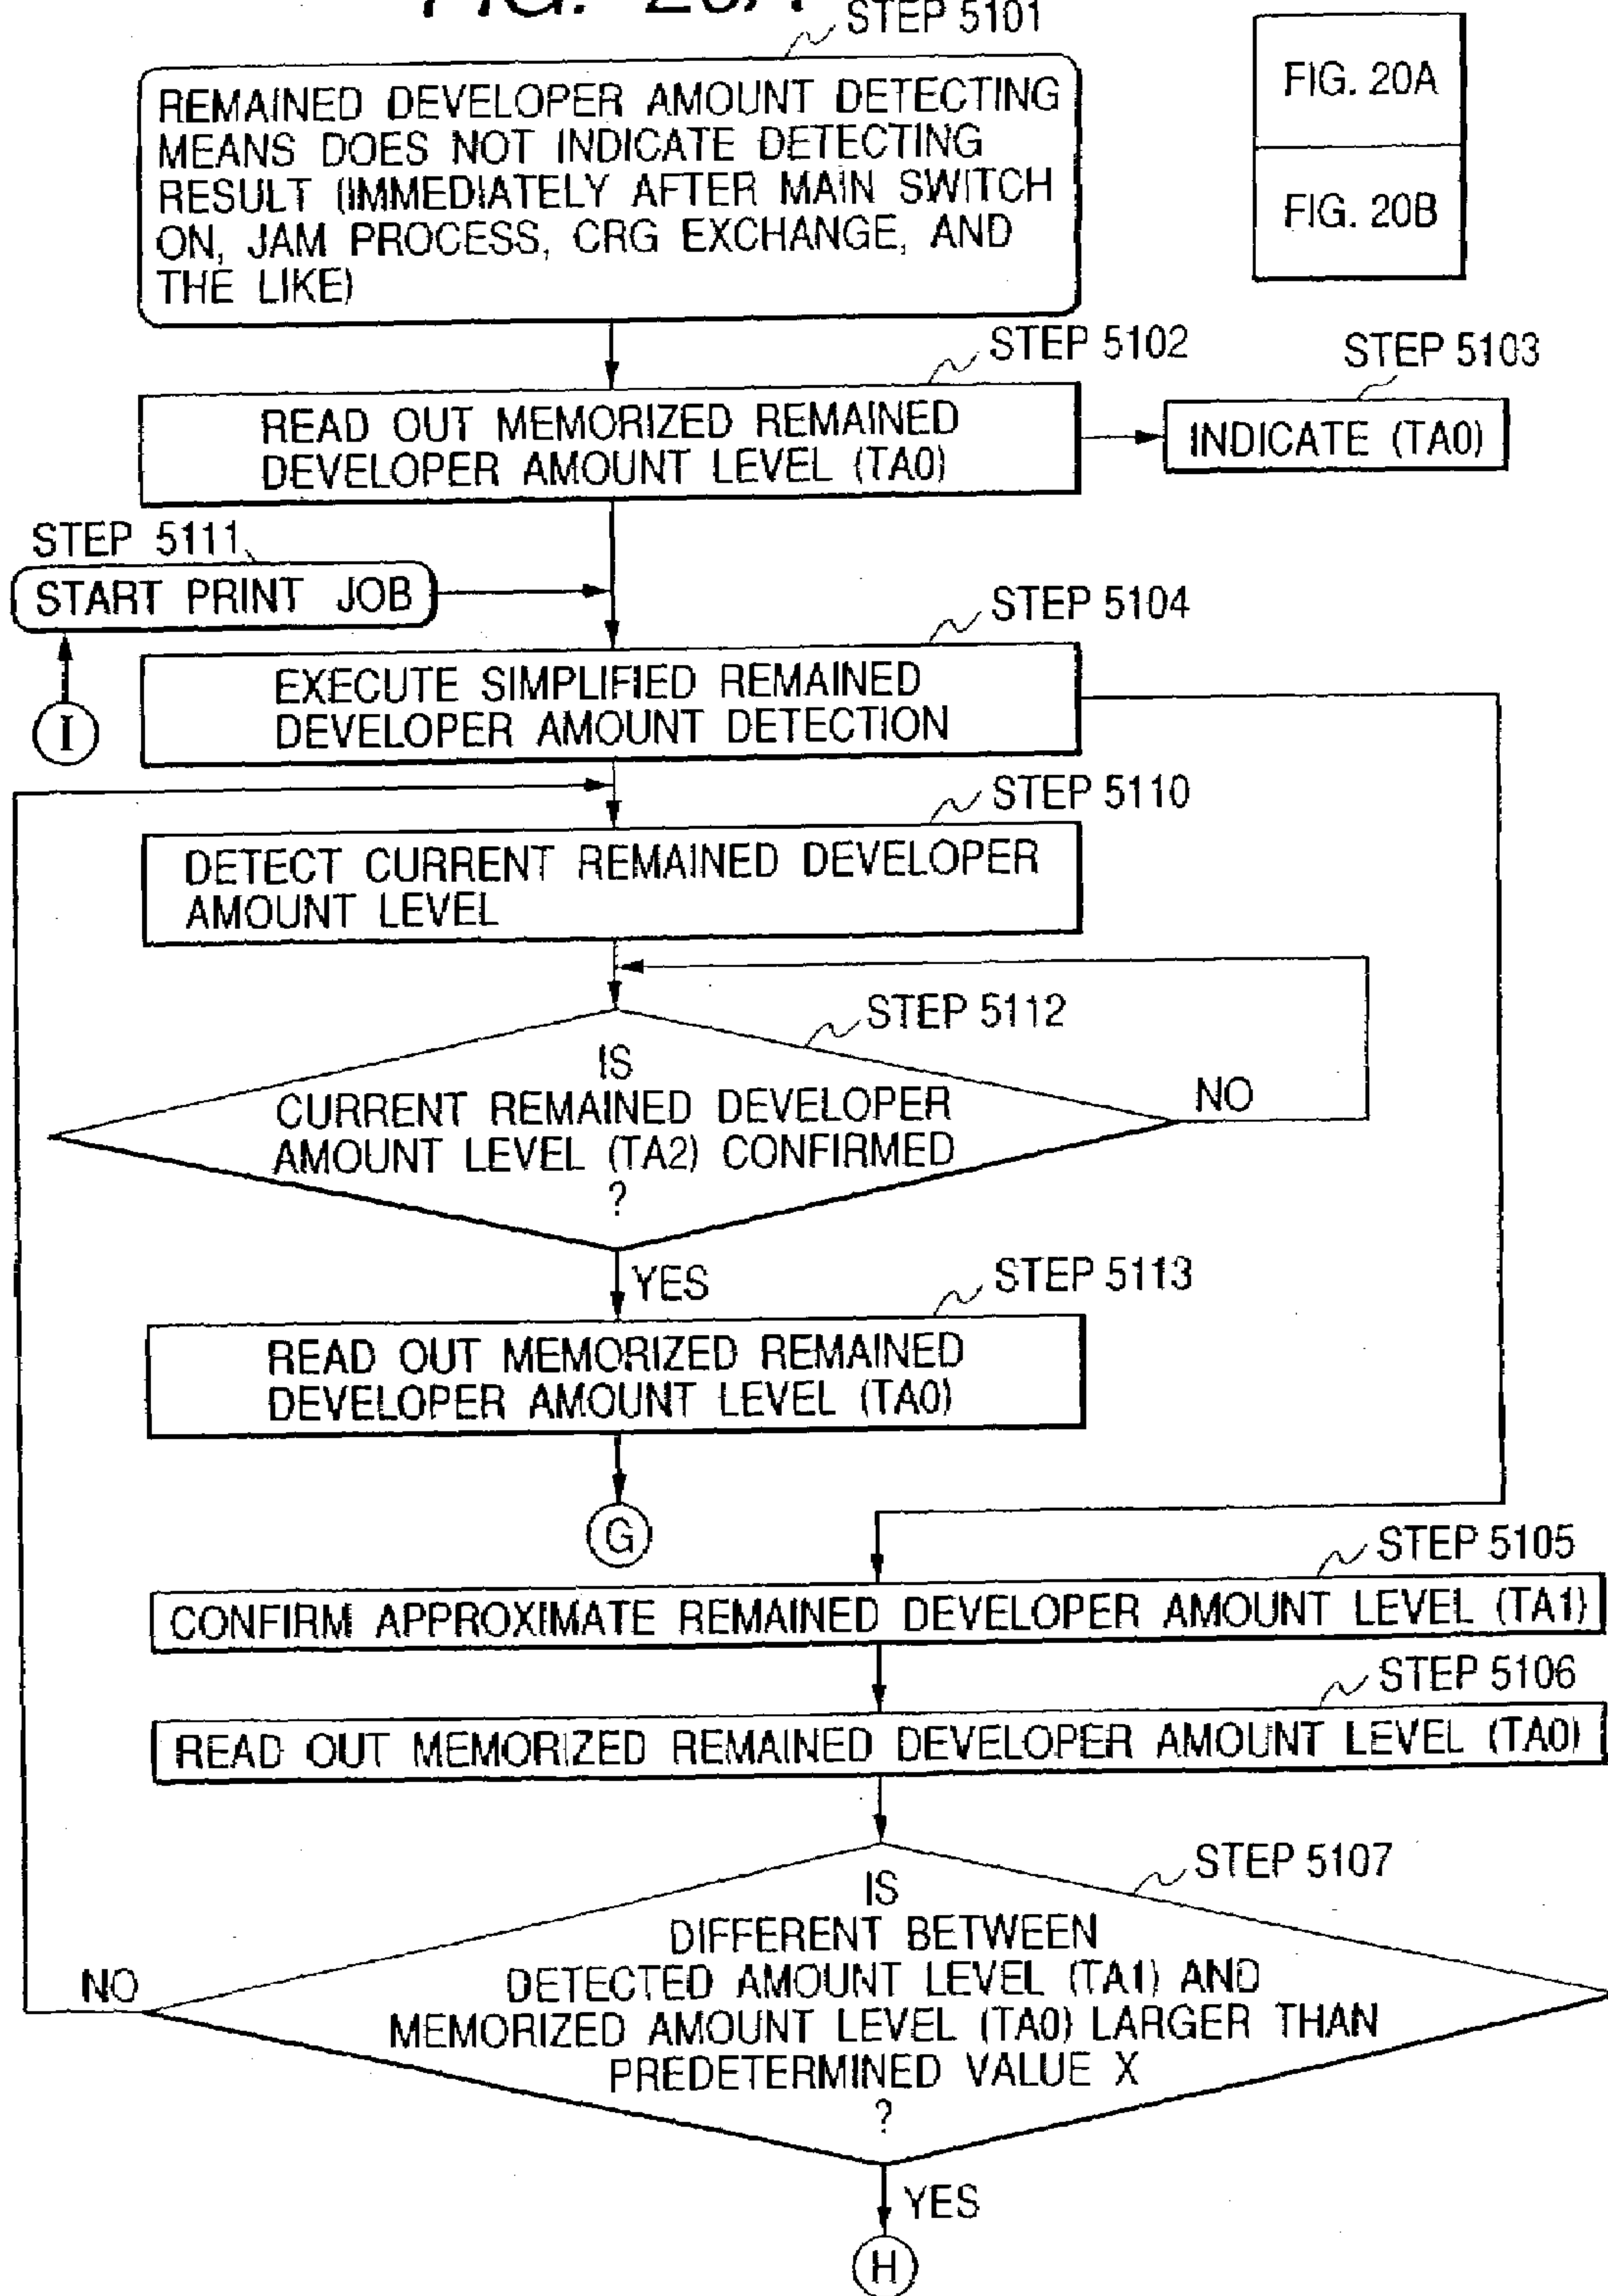 FIG. 20A
STEP 5101
FIG. 20A
FIG. 20B
REMAINED DEVELOPER AMOUNT DETECTING
MEANS DOES NOT INDICATE DETECTING
RESULT (IMMEDIATELY AFTER MAIN SWITCH
ON, JAM PROCESS, CRG EXCHANGE, AND
THE LIKE)
STEP 5102
STEP 5103
READ OUT MEMORIZED REMAINED
DEVELOPER AMOUNT LEVEL (TA0)
INDICATE (TA0)
STEP 5111
START PRINT JOB
I
STEP 5104
EXECUTE SIMPLIFIED REMAINED
DEVELOPER AMOUNT DETECTION
STEP 5110
DETECT CURRENT REMAINED DEVELOPER
AMOUNT LEVEL
STEP 5112
IS
CURRENT REMAINED DEVELOPER
AMOUNT LEVEL (TA2) CONFIRMED
?
NO
YES
STEP 5113
READ OUT MEMORIZED REMAINED
DEVELOPER AMOUNT LEVEL (TA0)
G
STEP 5105
CONFIRM APPROXIMATE REMAINED DEVELOPER AMOUNT LEVEL (TA1)
STEP 5106
READ OUT MEMORIZED REMAINED DEVELOPER AMOUNT LEVEL (TA0)
STEP 5107
IS
DIFFERENT BETWEEN
DETECTED AMOUNT LEVEL (TA1) AND
MEMORIZED AMOUNT LEVEL (TA0) LARGER THAN
PREDETERMINED VALUE X
?
NO
YES
H